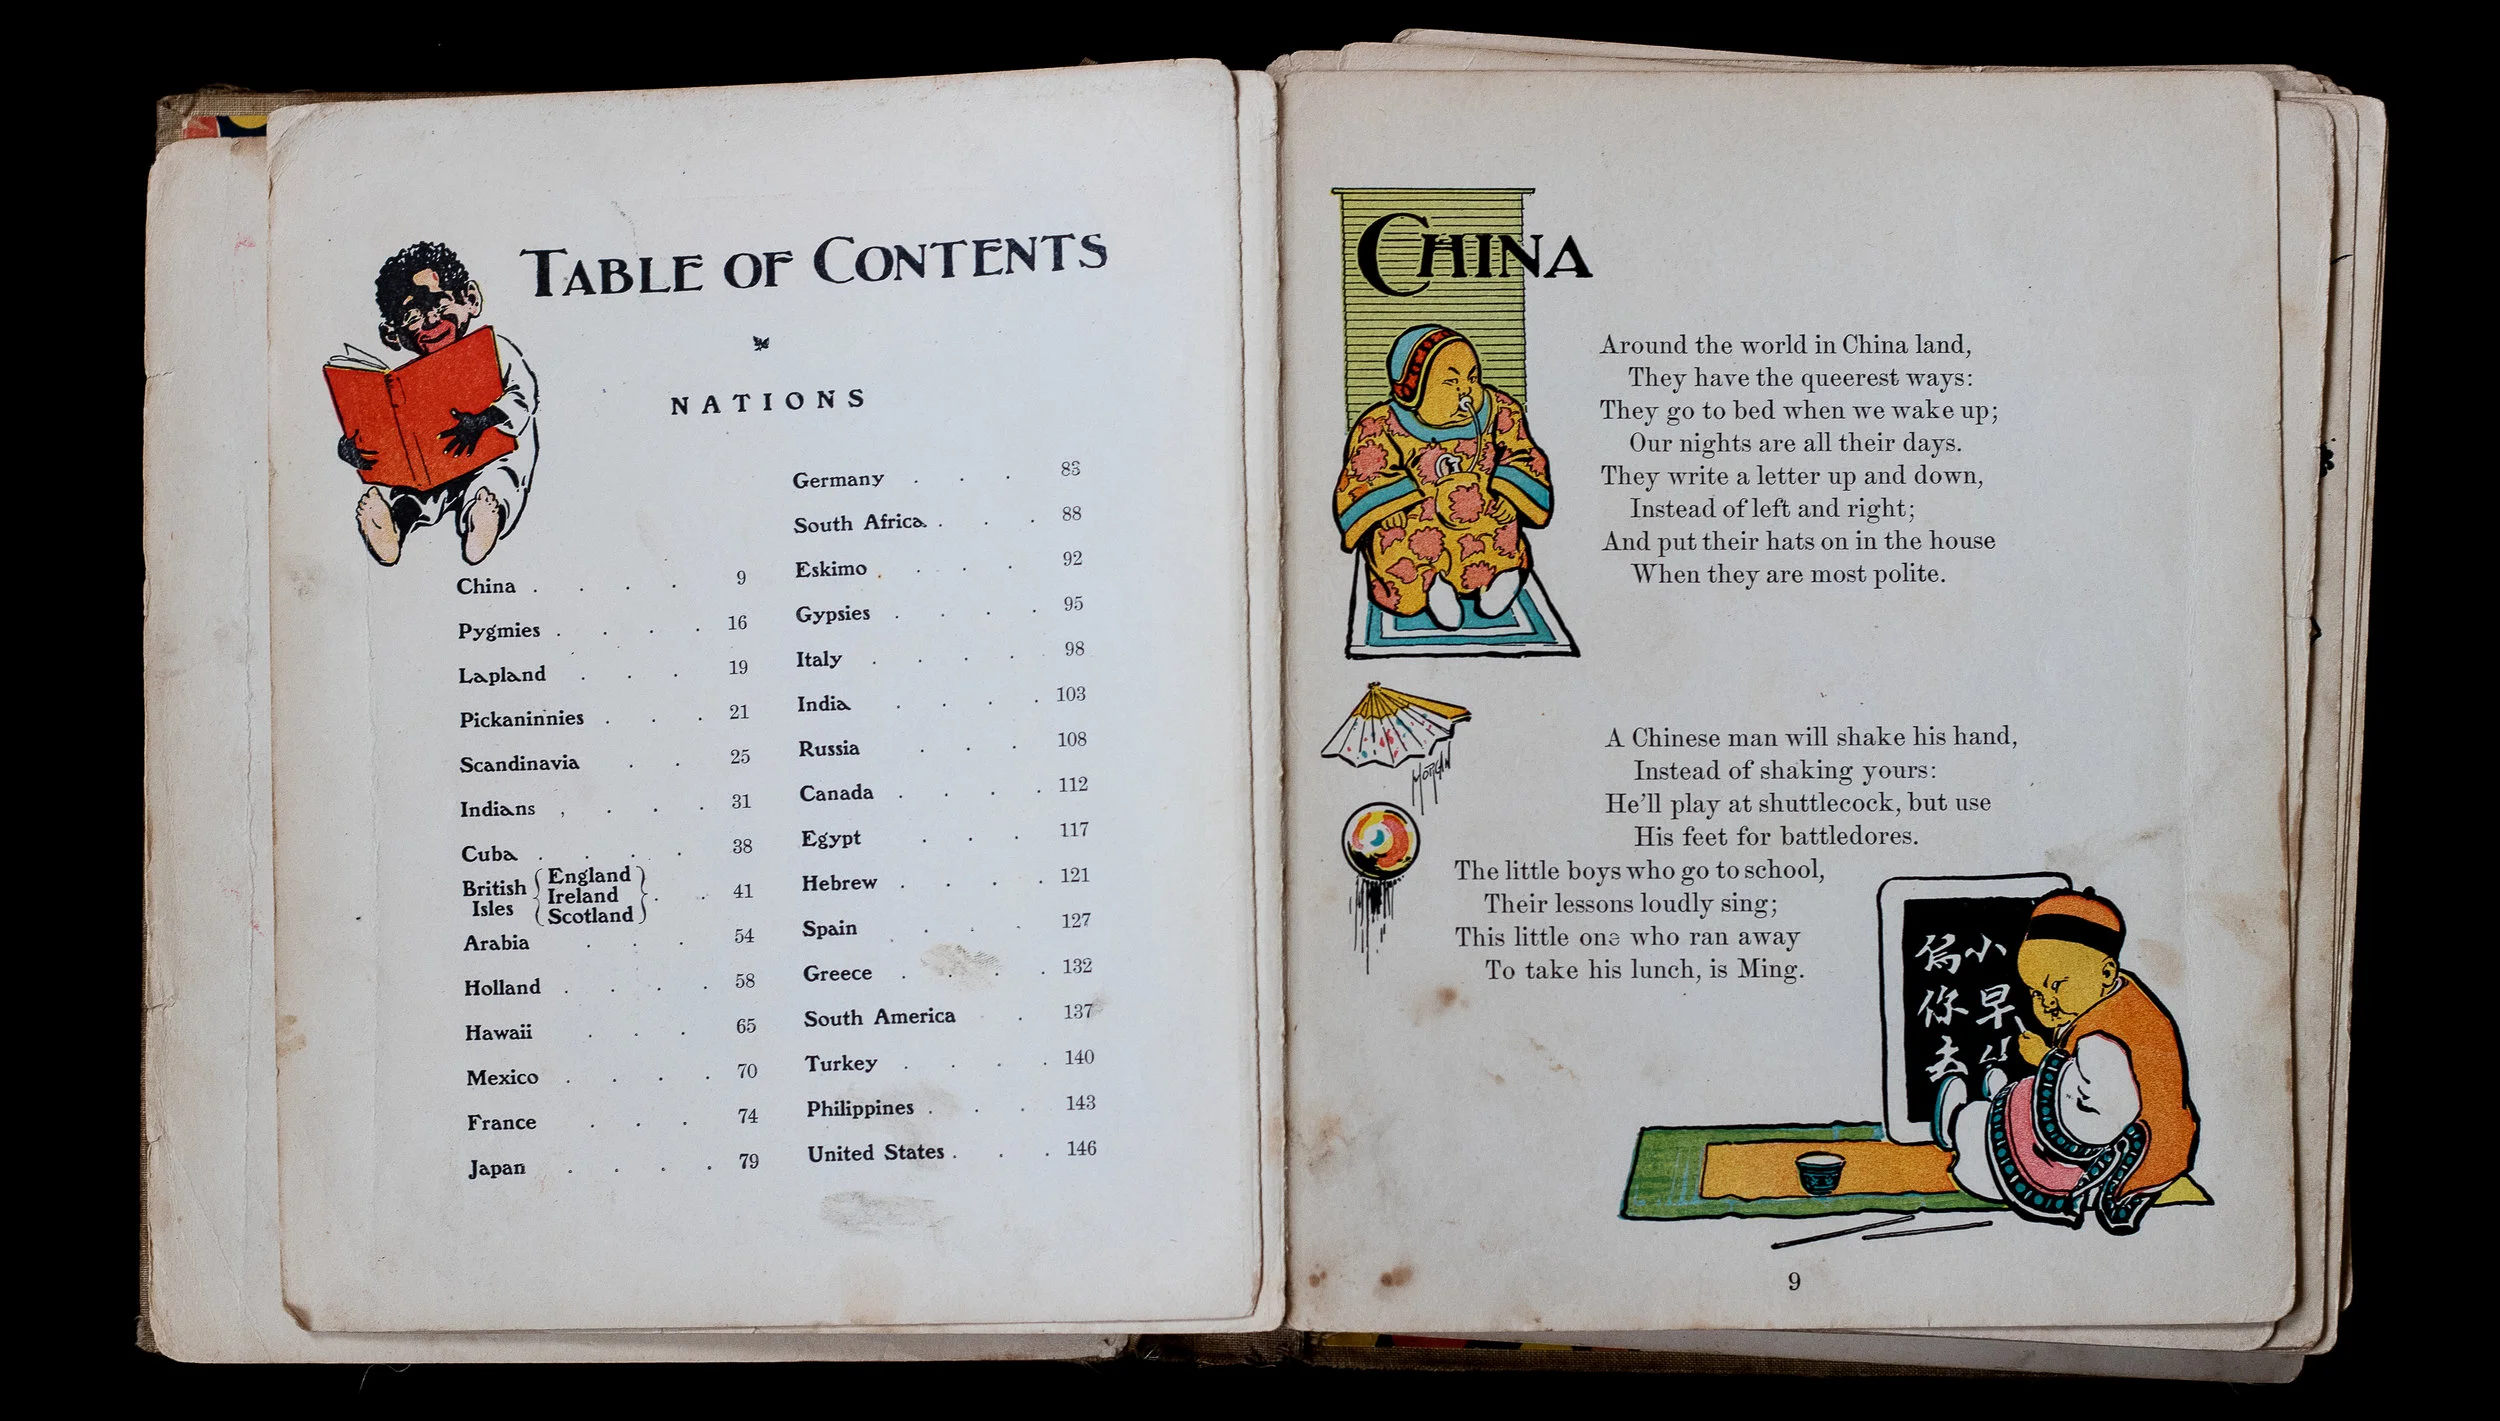 TABLE OF CONTENTS
NATIONS
China . . . . 9
Pygmies . . . . 16
Lapland . . . 19
Pickaninnies . . . 21
Scandinavia . . 25
Indians , . . . 31
Cuba . . . . 38
British Isles { England
Ireland
Scotland } . . 41
Arabia . . . 54
Holland . . . . 58
Hawaii . . . 65
Mexico . . . . 70
France . . . 74
Japan . . . . 79
Germany . . . 83
South Africa . . . 88
Eskimo . . . 92
Gypsies . . . . 95
Italy . . . . 98
India . . . . 103
Russia . . . 108
Canada . . . . 112
Egypt . . . 117
Hebrew . . . . 121
Spain . . . 127
Greece . . . . 132
South America . 137
Turkey . . . . 140
Philippines . . . 143
United States . . . 146
CHINA
Around the world in China land,
They have the queerest ways:
They go to bed when we wake up;
Our nights are all their days.
They write a letter up and down,
Instead of left and right;
And put their hats on in the house
When they are most polite.
MORGAN
A Chinese man will shake his hand,
Instead of shaking yours:
He'll play at shuttlecock, but use
His feet for battledores.
The little boys who go to school,
Their lessons loudly sing;
This little one who ran away
To take his lunch, is Ming.
小早
為你去
9